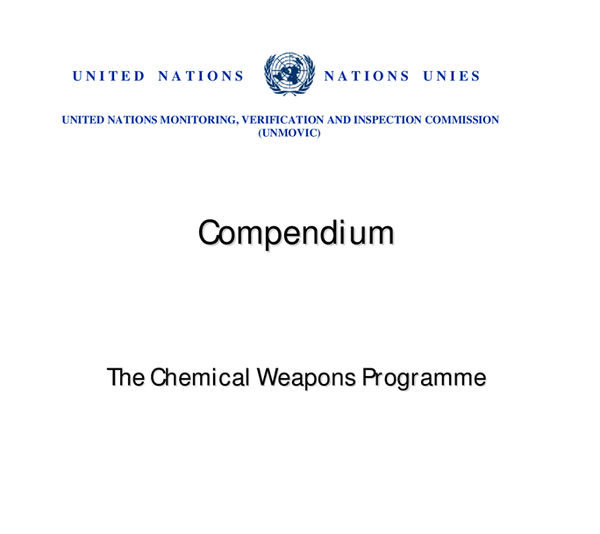 UNITED NATIONS NATIONS UNIES
UNITED NATIONS MONITORING, VERIFICATION AND INSPECTION COMMISSION
(UNMOVIC)
Compendium
The Chemical Weapons Programme